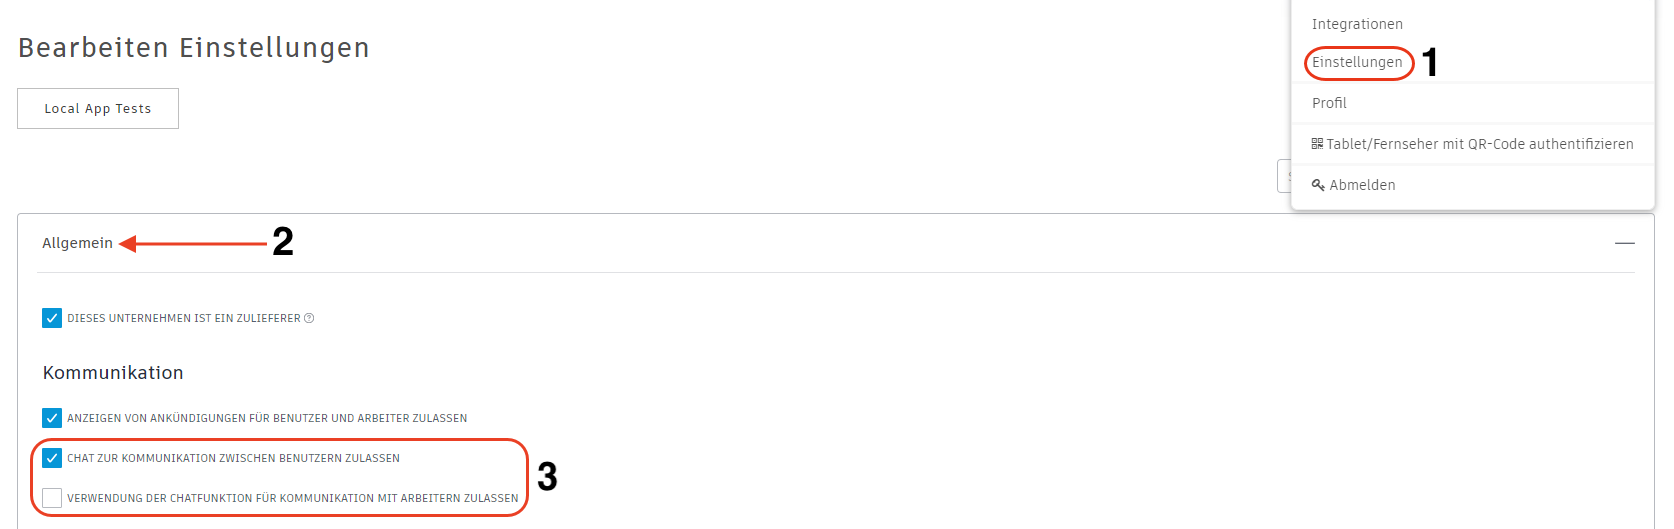 Integrationen
Bearbeiten Einstellungen
Einstellungen 1
Profil
Local App Tests
Tablet/Fernseher mit QR-Code authentifizieren
Abmelden
Allgemein 2
DIESES UNTERNEHMEN IST EIN ZULIEFERER
Kommunikation
ANZEIGEN VON ANKÜNDIGUNGEN FÜR BENUTZER UND ARBEITER ZULASSEN
CHAT ZUR KOMMUNIKATION ZWISCHEN BENUTZERN ZULASSEN
3
VERWENDUNG DER CHATFUNKTION FÜR KOMMUNIKATION MIT ARBEITERN ZULASSEN